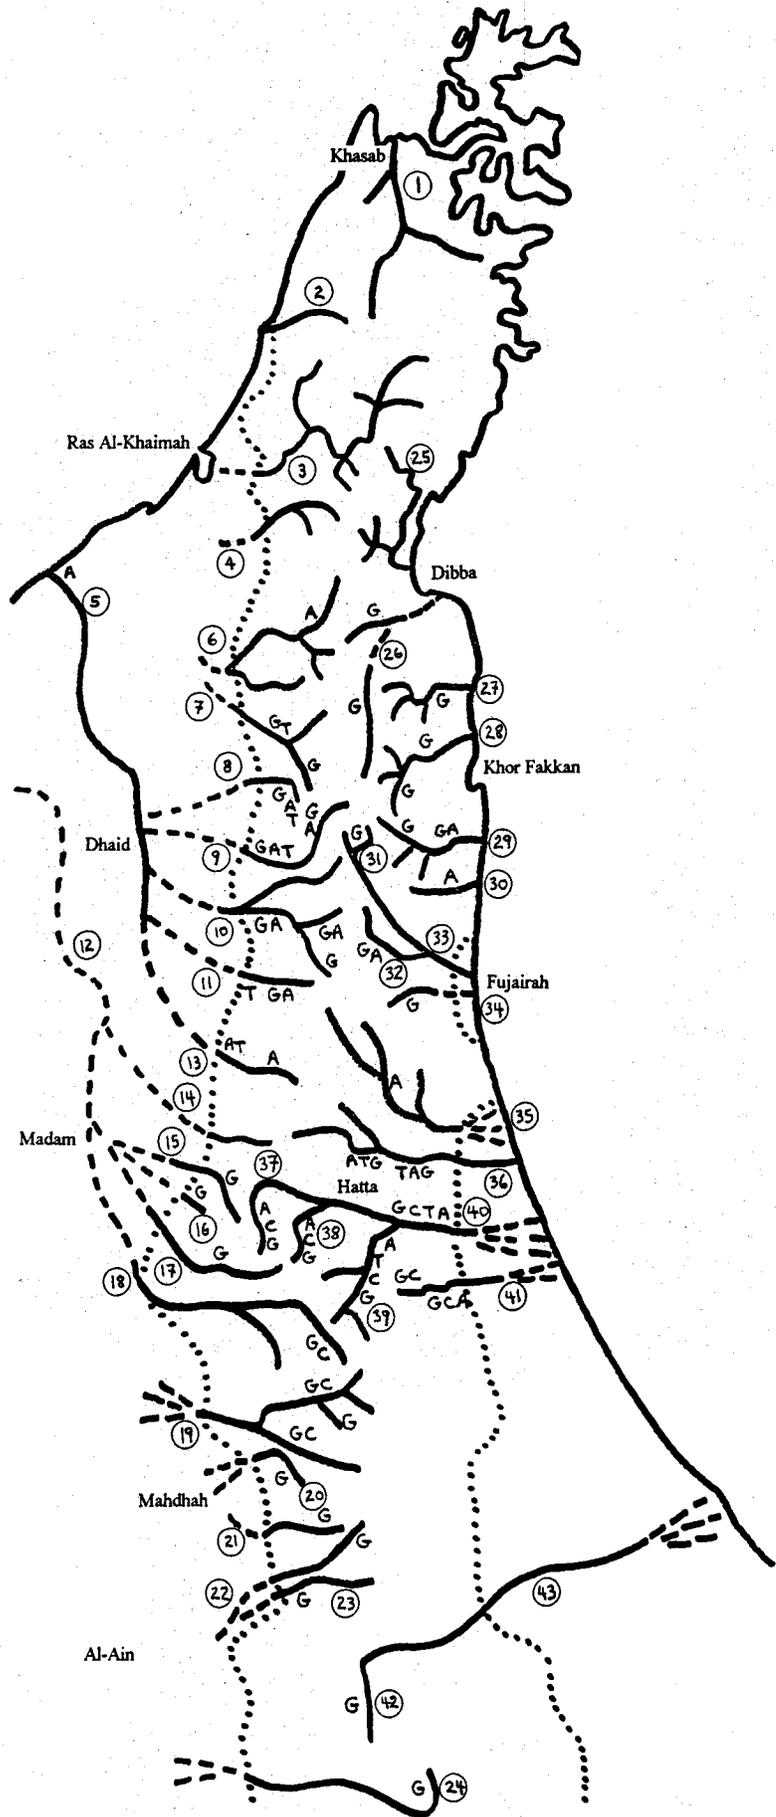 Khasab
1
2
Ras Al-Khaimah
25
3
4
Dibba
A
5
A
G
6
26
27
G
7
G
GT
28
G
8
G
Khor Fakkan
G
G
A
T
G
A
G
G
GA
Dhaid
29
9
GAT
31
A
30
10
GA
GA
33
12
G
GA
32
11
T GA
Fujairah
G
34
AT
13
A
A
14
35
Madam
15
ATG
TAG
37
G
36
G
Hatta
16
A
C
G
A
C
G
38
GCTA
40
A
G
T
C
G
17
18
GC
41
GCA
39
GC
GC
G
19
GC
G
20
Mahdhah
G
21
G
22
G
23
43
Al-Ain
G
42
G
24